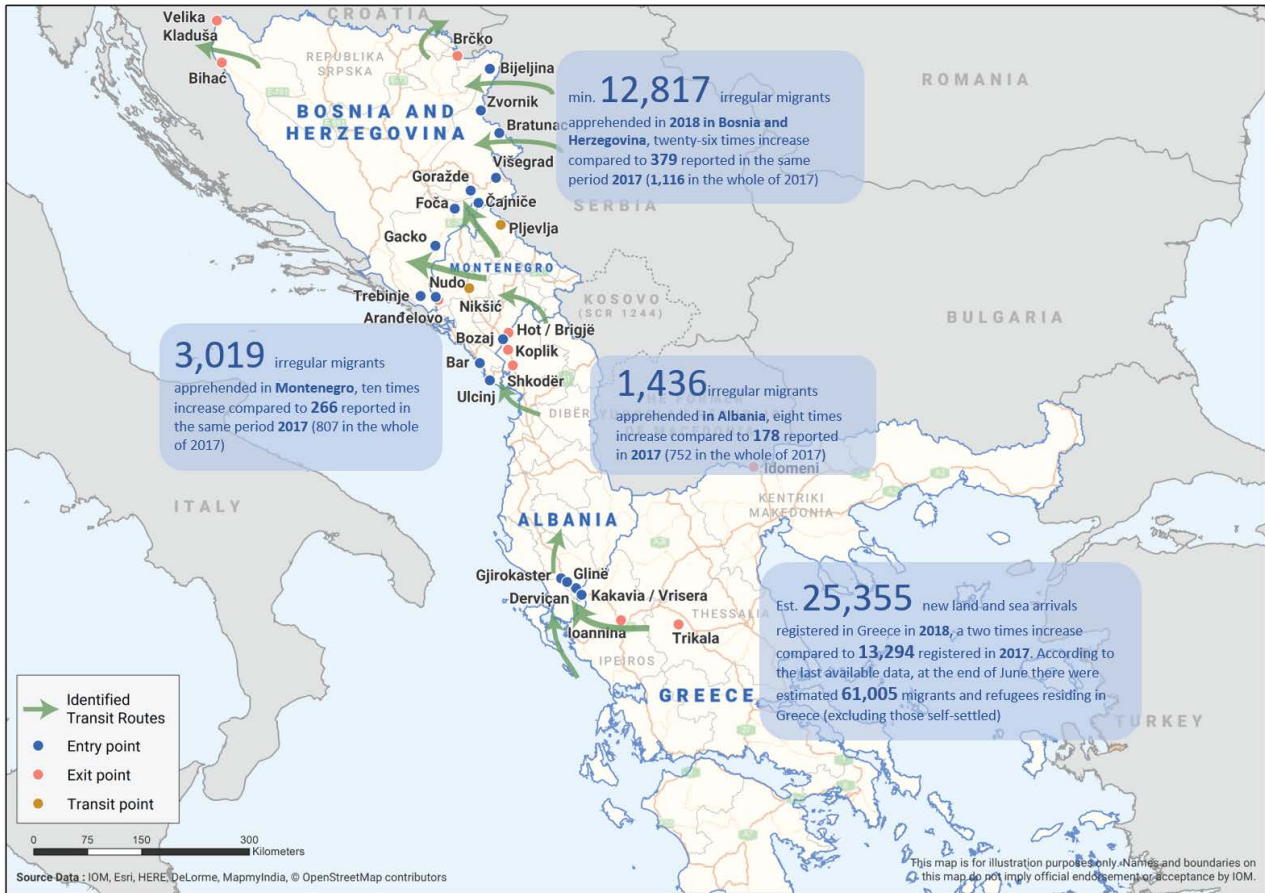 CROATIA
Velika
Kladuša
Bihać
REPUBLIKA
SRPSKA
Brčko
Bijeljina
BOSNIA AND
HERZEGOVINA
Zvornik
Bratunac
Višegrad
Goražde
Foča
Čajniče
Pljevlja
Gacko
MONTENEGRO
Nudo
Trebinje
Nikšić
Aranđelovo
Hot / Brigjë
Bozaj
Koplik
Bar
Shkodër
Ulcinj
ROMANIA
SERBIA
KOSOVO
(SCR 1244)
BULGARIA
min. 12,817 irregular migrants
apprehended in 2018 in Bosnia and
Herzegovina, twenty-six times increase
compared to 379 reported in the same
period 2017 (1,116 in the whole of 2017)
3,019 irregular migrants
apprehended in Montenegro, ten times
increase compared to 266 reported in
the same period 2017 (807 in the whole
of 2017)
1,436 irregular migrants
apprehended in Albania, eight times
increase compared to 178 reported
in 2017 (752 in the whole of 2017)
THE FORMER
DIBËR
OF MACEDONIA
Idomeni
KENTRIKI
MAKEDONIA
ITALY
ALBANIA
Gjirokaster
Glinë
Derviçan
Kakavia / Vrisera
Ioannina
Trikala
THESSALIA
IPEIROS
GREECE
TURKEY
Est. 25,355 new land and sea arrivals
registered in Greece in 2018, a two times increase
compared to 13,294 registered in 2017. According to
the last available data, at the end of June there were
estimated 61,005 migrants and refugees residing in
Greece (excluding those self-settled)
Identified
Transit Routes
Entry point
Exit point
Transit point
0 75 150 300
Kilometers
Source Data : IOM, Esri, HERE, DeLorme, MapmyIndia, © OpenStreetMap contributors
This map is for illustration purposes only. Names and boundaries on
this map do not imply official endorsement or acceptance by IOM.